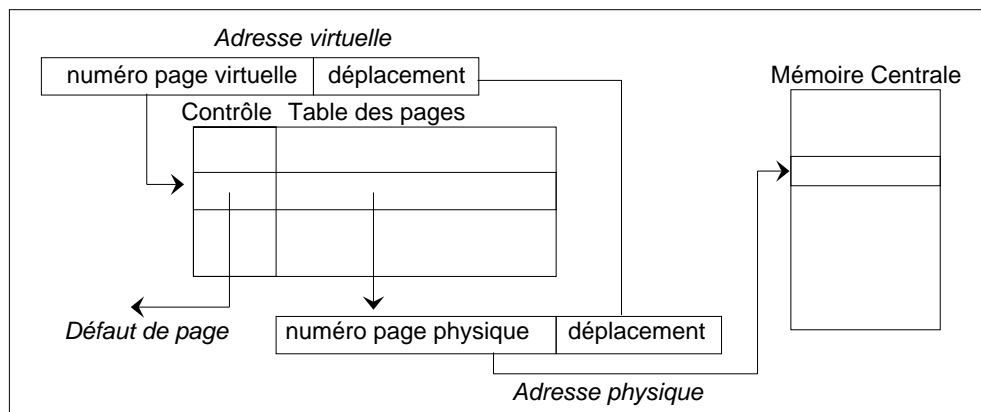 Adresse virtuelle
numéro page virtuelle déplacement
Mémoire Centrale
Contrôle Table des pages
Défaut de page
numéro page physique déplacement
Adresse physique